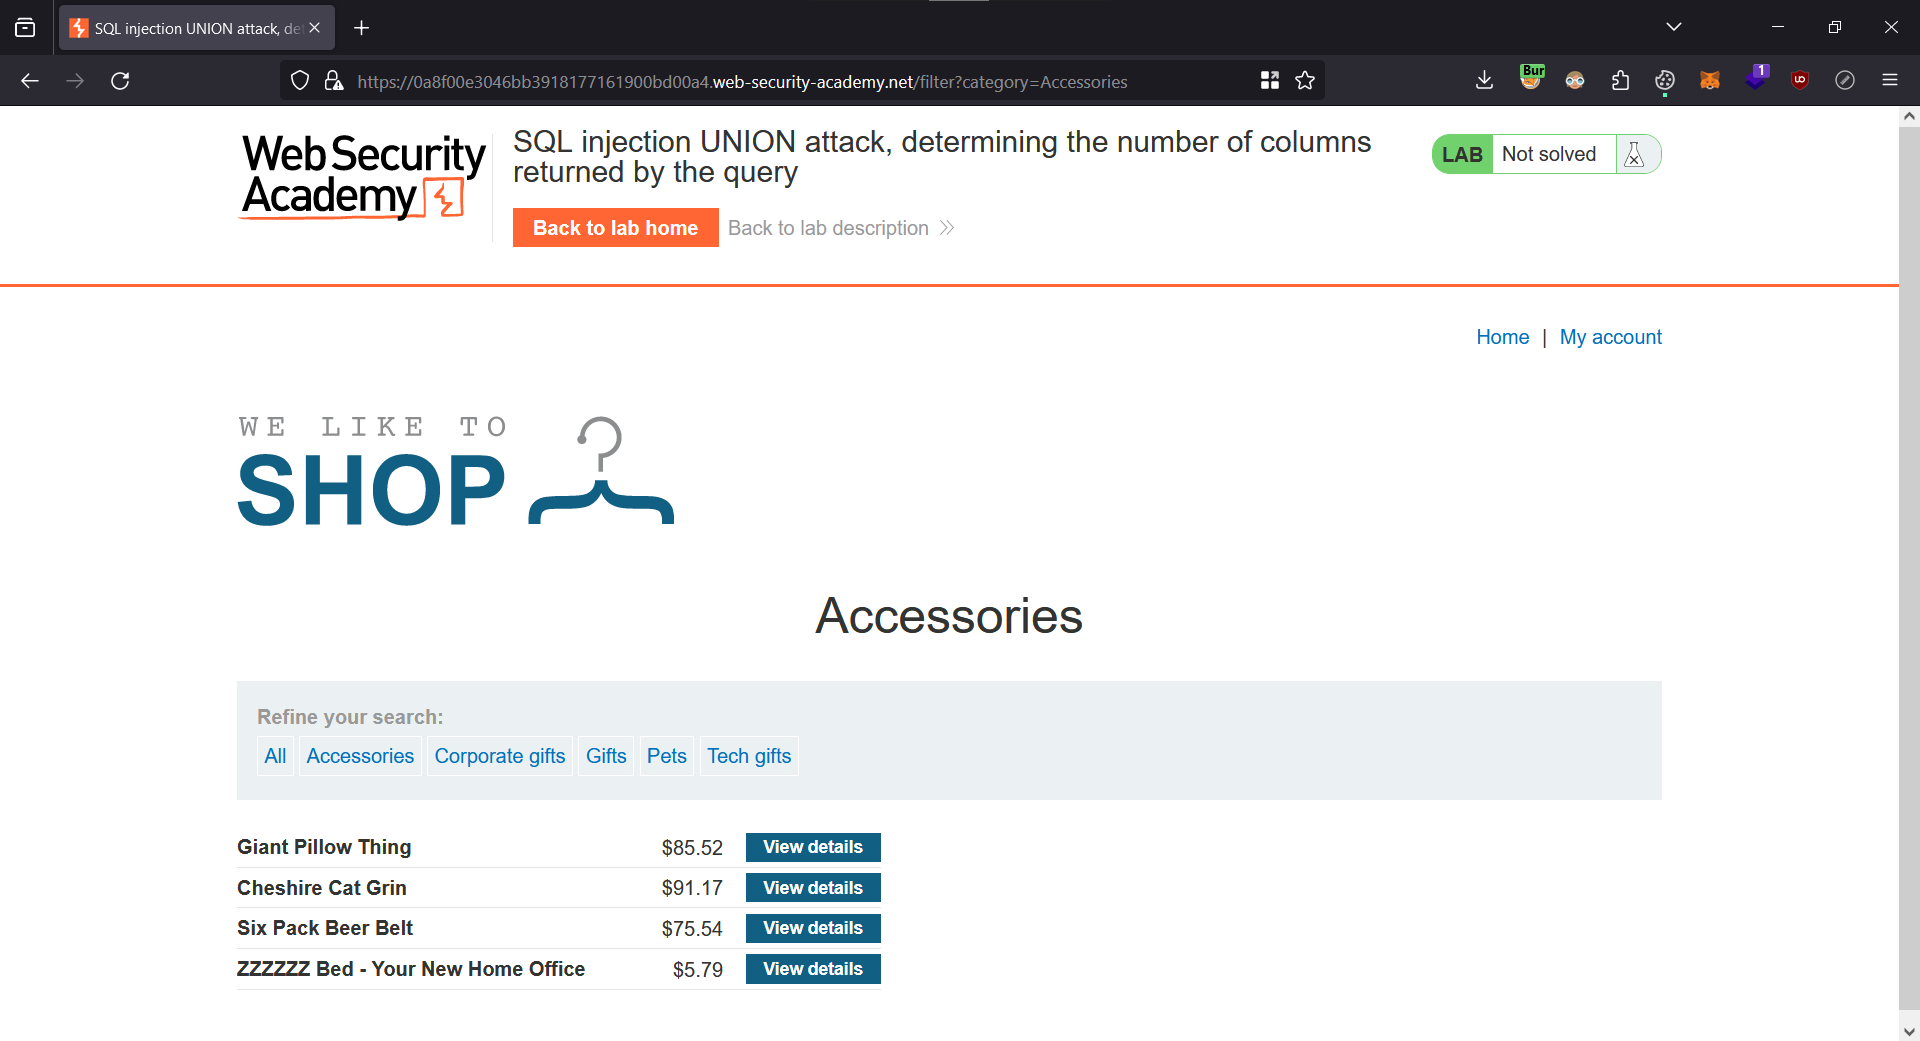 SQL injection UNION attack, de
https://0a8f00e3046bb3918177161900bd00a4.web-security-academy.net/filter?category=Accessories
Bur
1
Web Security
Academy
SQL injection UNION attack, determining the number of columns
returned by the query
LAB Not solved
Back to lab home Back to lab description
Home | My account
WE LIKE TO
SHOP
Accessories
Refine your search:
All Accessories Corporate gifts Gifts Pets Tech gifts
Giant Pillow Thing $85.52 View details
Cheshire Cat Grin $91.17 View details
Six Pack Beer Belt $75.54 View details
ZZZZZZ Bed - Your New Home Office $5.79 View details